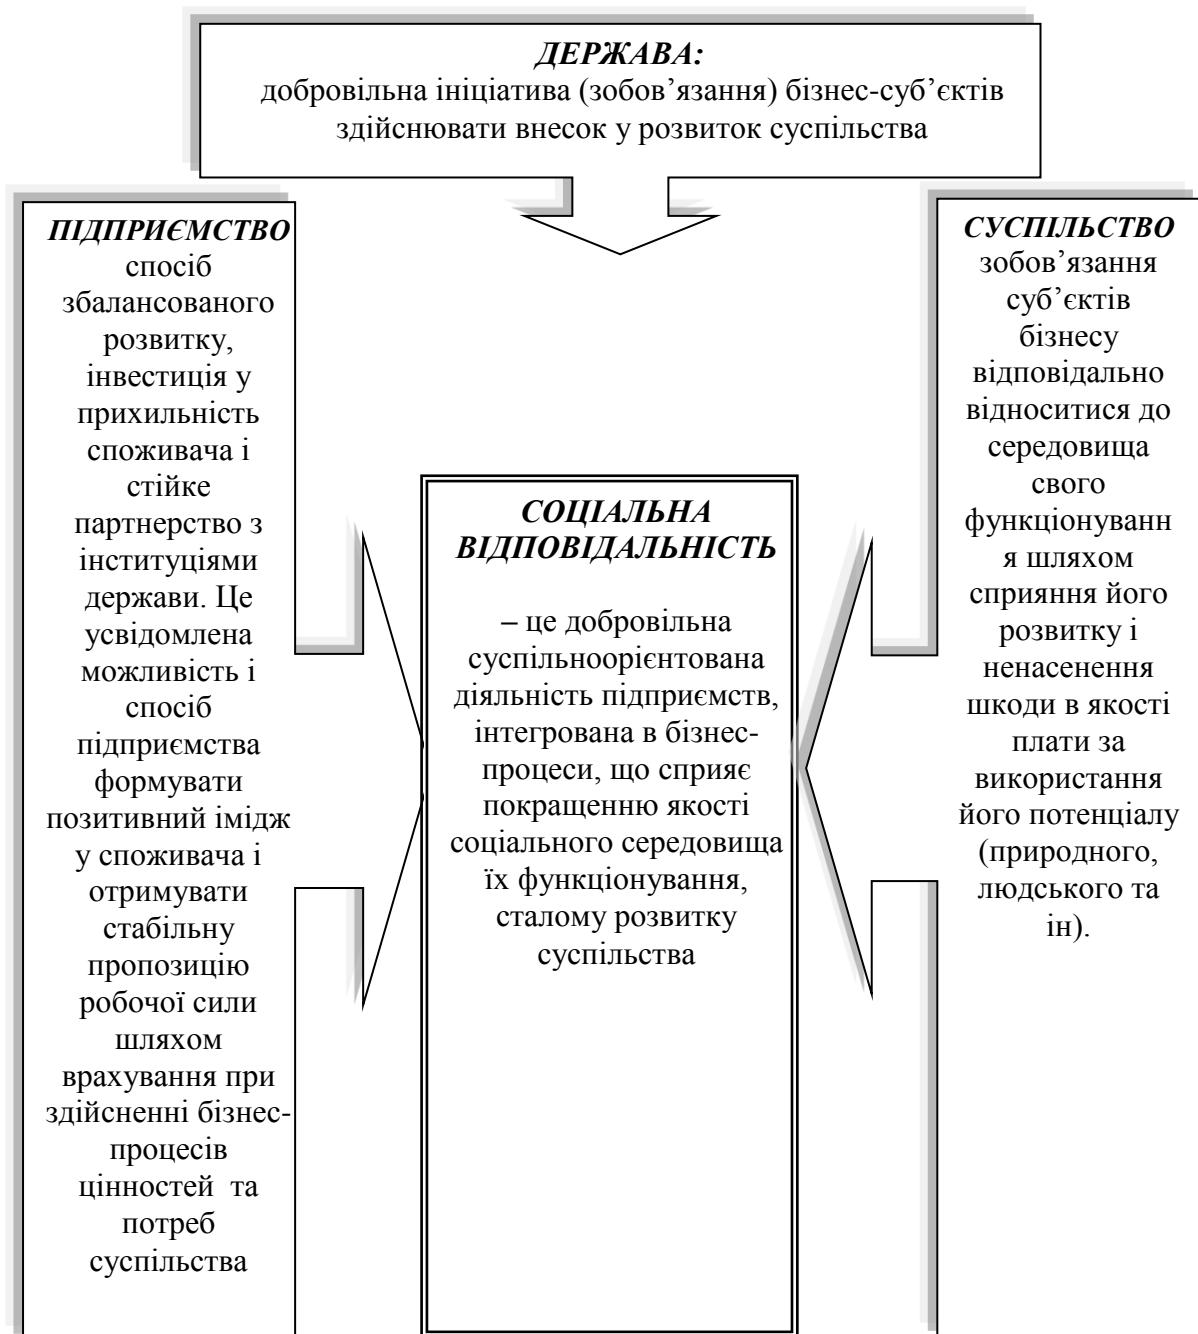 ДЕРЖАВА:
добровільна ініціатива (зобов’язання) бізнес-суб’єктів
здійснювати внесок у розвиток суспільства
ПІДПРИЄМСТВО
спосіб
збалансованого
розвитку,
інвестиція у
прихильність
споживача і
стійке
партнерство з
інституціями
держави. Це
усвідомлена
можливість і
спосіб
підприємства
формувати
позитивний імідж
у споживача і
отримувати
стабільну
пропозицію
робочої сили
шляхом
врахування при
здійсненні бізнес-
процесів
цінностей та
потреб
суспільства
СОЦІАЛЬНА
ВІДПОВІДАЛЬНІСТЬ
– це добровільна
суспільноорієнтована
діяльність підприємств,
інтегрована в бізнес-
процеси, що сприяє
покращенню якості
соціального середовища
їх функціонування,
сталому розвитку
суспільства
СУСПІЛЬСТВО
зобов’язання
суб’єктів
бізнесу
відповідально
відноситися до
середовища
свого
функціонуванн
я шляхом
сприяння його
розвитку і
ненасенення
шкоди в якості
плати за
використання
його потенціалу
(природного,
людського та
ін).